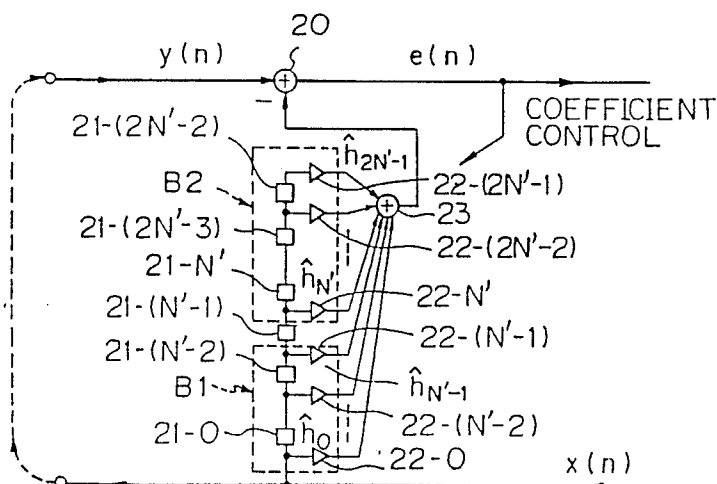 20
y(n)
e(n)
−
COEFFICIENT
CONTROL
21-(2N'-2)
ĥ2N'-1
B2
22-(2N'-1)
23
21-(2N'-3)
22-(2N'-2)
21-N'
ĥN'
22-N'
21-(N'-1)
22-(N'-1)
21-(N'-2)
ĥN'-1
B1
22-(N'-2)
21-0
ĥ0
22-0
x(n)